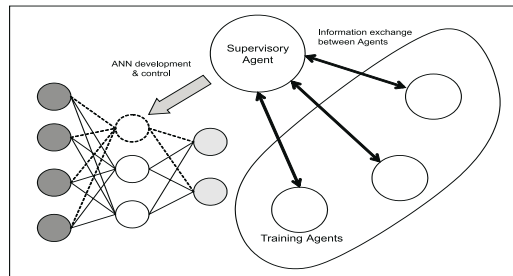 Supervisory
Agent
Information exchange
between Agents
ANN development
& control
Training Agents